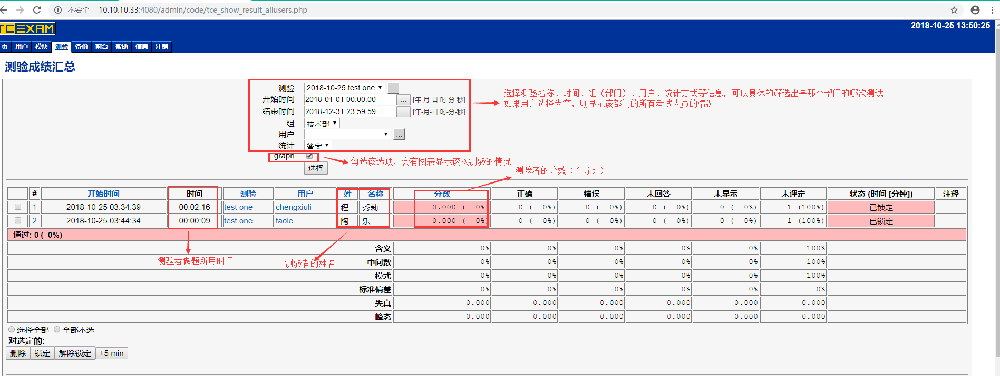 不安全 10.10.10.33:4080/admin/code/tce_show_result_allusers.php
TCEXAM
2018-10-25 13:50:25
主页 用户 模块 测验 备份 前台 帮助 信息 注销
测验成绩汇总
测验 2018-10-25 test one ...
开始时间 2018-01-01 00:00:00 ... [年-月-日 时-分-秒]
结束时间 2018-12-31 23:59:59 ... [年-月-日 时-分-秒]
组 技术部
用户 - ...
统计 答案
graph
选择
选择测验名称、时间、组（部门）、用户、统计方式等信息，可以具体的筛选出是那个部门的哪次测试
如果用户选择为空，则显示该部门的所有考试人员的情况
勾选该选项，会有图表显示该次测验的情况
测验者的分数（百分比）
# 开始时间 时间 测验 用户 姓 名称 分数 正确 错误 未回答 未显示 未评定 状态 (时间 [分钟]) 注释
1 2018-10-25 03:34:39 00:02:16 test one chengxiuli 程 秀莉 0.000 ( 0%) 0 ( 0%) 0 ( 0%) 0 ( 0%) 0 ( 0%) 1 (100%) 已锁定
2 2018-10-25 03:44:34 00:00:09 test one taole 陶 乐 0.000 ( 0%) 0 ( 0%) 0 ( 0%) 0 ( 0%) 0 ( 0%) 1 (100%) 已锁定
通过: 0 ( 0%)
含义 0% 0% 0% 0% 0% 100%
中间数 0% 0% 0% 0% 0% 100%
模式 0% 0% 0% 0% 0% 100%
标准偏差 0% 0% 0% 0% 0% 0%
失真 0.000 0.000 0.000 0.000 0.000 0.000
峰态 0.000 0.000 0.000 0.000 0.000 0.000
测验者做题所用时间
测验者的姓名
选择全部 全部不选
对选定的:
删除 锁定 解除锁定 +5 min